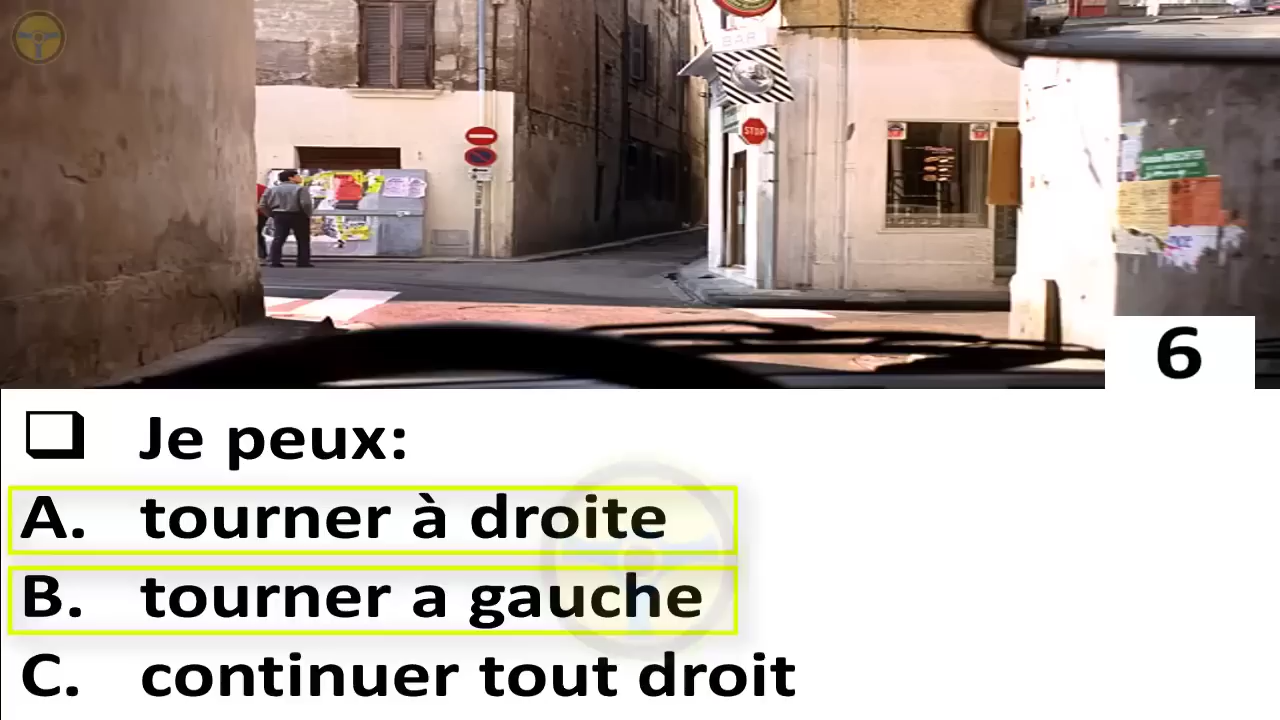 BAR
STOP
6
❑ Je peux:
A. tourner à droite
B. tourner a gauche
C. continuer tout droit